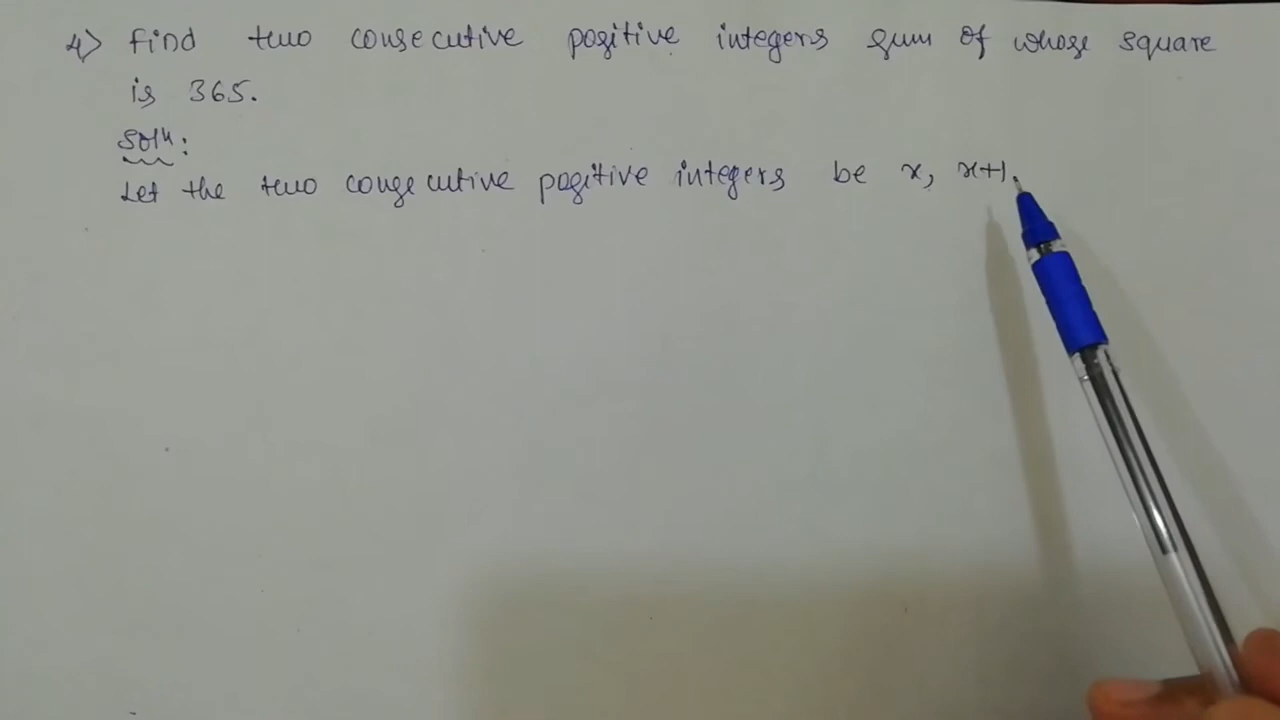 4) Find two consecutive positive integers sum of whose square
is 365.
Soln:
Let the two consecutive positive integers be x, x+1.